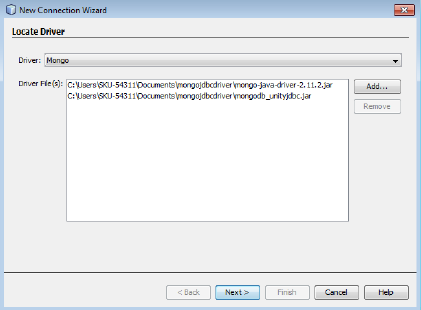 New Connection Wizard
Locate Driver
Driver: Mongo
Driver File(s): C:\Users\SKU-54311\Documents\mongojdbcdriver\mongo-java-driver-2.11.2.jar
C:\Users\SKU-54311\Documents\mongojdbcdriver\mongodb_unityjdbc.jar
Add...
Remove
< Back Next > Finish Cancel Help